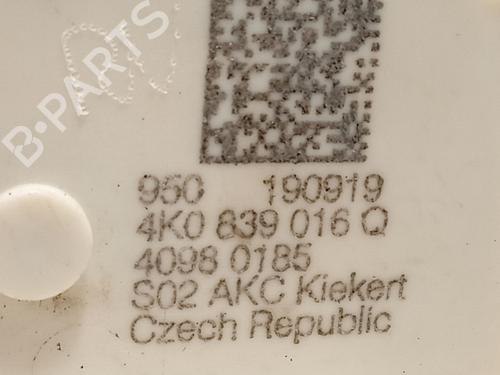 B-PARTS
950 190919
4K0 839 016 Q
4098 0185
S02 AKC Kiekert
Czech Republic